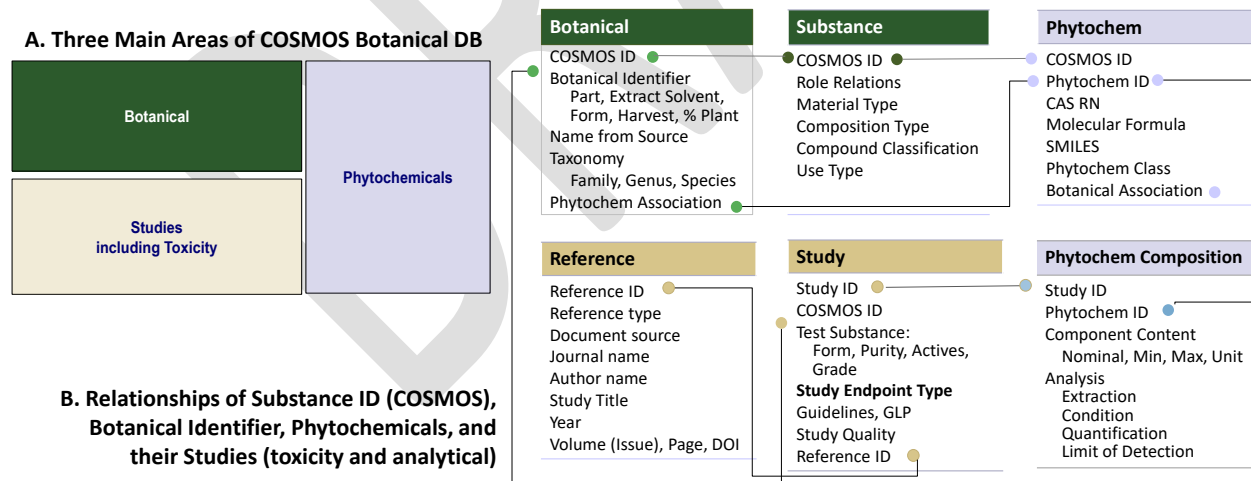 A. Three Main Areas of COSMOS Botanical DB
Botanical
Studies
including Toxicity
Phytochemicals
B. Relationships of Substance ID (COSMOS),
Botanical Identifier, Phytochemicals, and
their Studies (toxicity and analytical)
Botanical
COSMOS ID
Botanical Identifier
Part, Extract Solvent,
Form, Harvest, % Plant
Name from Source
Taxonomy
Family, Genus, Species
Phytochem Association
Substance
COSMOS ID
Role Relations
Material Type
Composition Type
Compound Classification
Use Type
Phytochem
COSMOS ID
Phytochem ID
CAS RN
Molecular Formula
SMILES
Phytochem Class
Botanical Association
Reference
Reference ID
Reference type
Document source
Journal name
Author name
Study Title
Year
Volume (Issue), Page, DOI
Study
Study ID
COSMOS ID
Test Substance:
Form, Purity, Actives,
Grade
Study Endpoint Type
Guidelines, GLP
Study Quality
Reference ID
Phytochem Composition
Study ID
Phytochem ID
Component Content
Nominal, Min, Max, Unit
Analysis
Extraction
Condition
Quantification
Limit of Detection